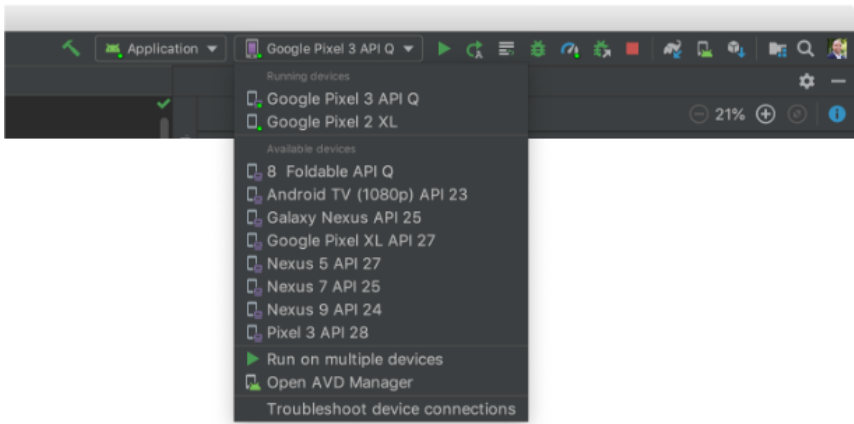 Application
Google Pixel 3 API Q
Running devices
Google Pixel 3 API Q
Google Pixel 2 XL
21%
Available devices
8 Foldable API Q
Android TV (1080p) API 23
Galaxy Nexus API 25
Google Pixel XL API 27
Nexus 5 API 27
Nexus 7 API 25
Nexus 9 API 24
Pixel 3 API 28
Run on multiple devices
Open AVD Manager
Troubleshoot device connections